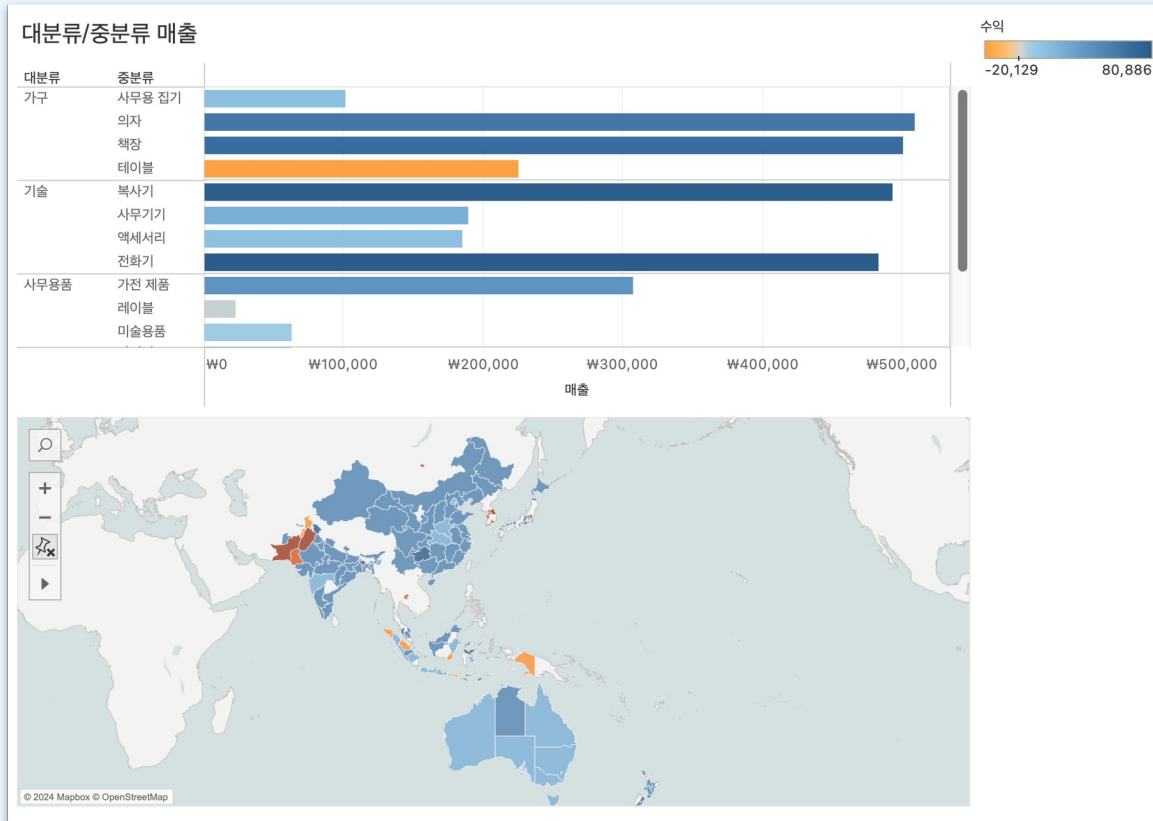 대분류/중분류 매출
수익
-20,129 80,886
대분류 중분류
가구 사무용 집기
의자
책장
테이블
기술 복사기
사무기기
액세서리
전화기
사무용품 가전 제품
레이블
미술용품
₩0 ₩100,000 ₩200,000 ₩300,000 ₩400,000 ₩500,000
매출
© 2024 Mapbox © OpenStreetMap